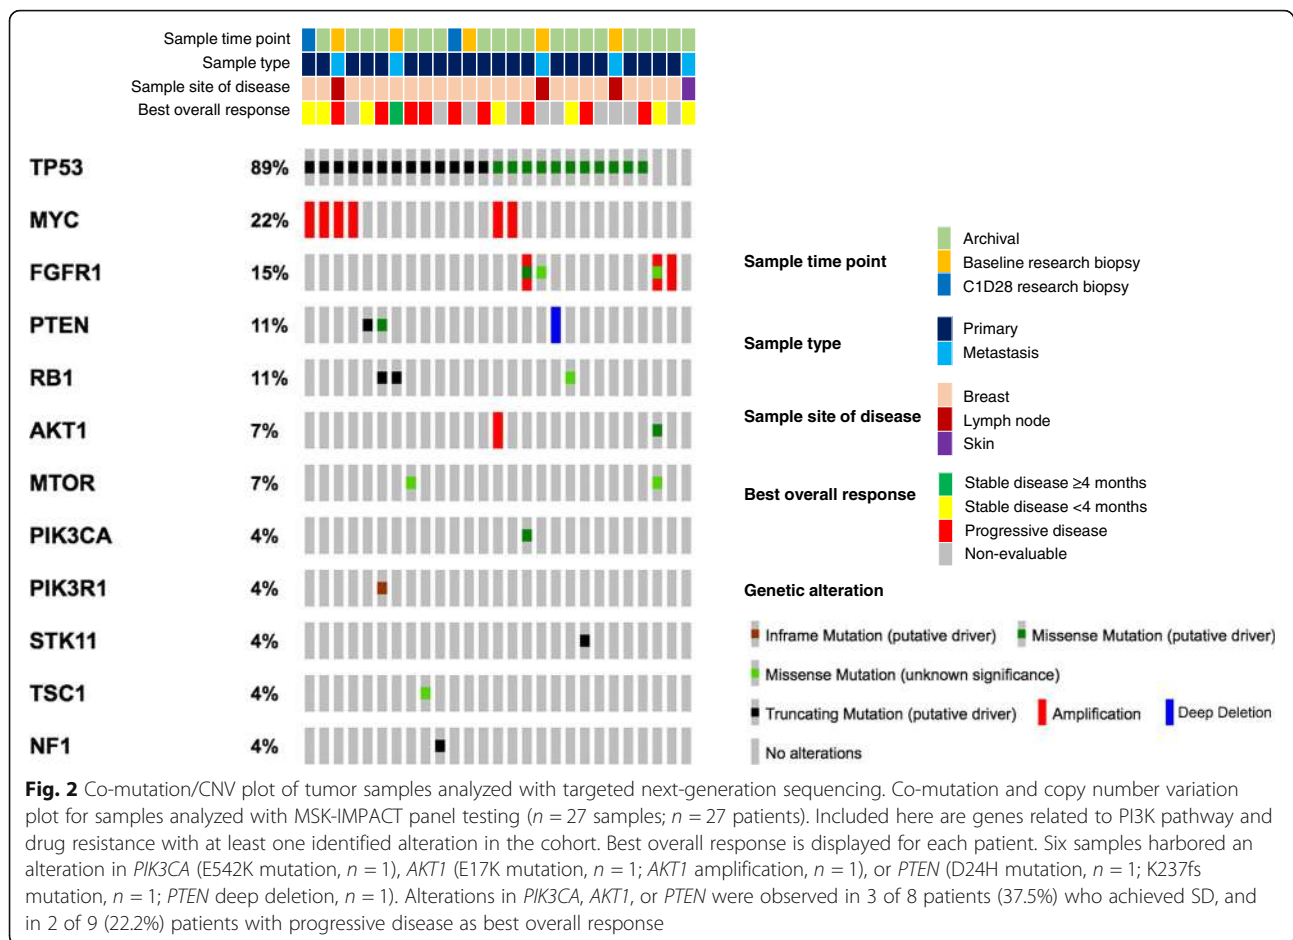 Sample time point
Sample type
Sample site of disease
Best overall response
TP53 89%
MYC 22%
FGFR1 15%
PTEN 11%
RB1 11%
AKT1 7%
MTOR 7%
PIK3CA 4%
PIK3R1 4%
STK11 4%
TSC1 4%
NF1 4%
Sample time point
Archival
Baseline research biopsy
C1D28 research biopsy
Sample type
Primary
Metastasis
Sample site of disease
Breast
Lymph node
Skin
Best overall response
Stable disease ≥4 months
Stable disease <4 months
Progressive disease
Non-evaluable
Genetic alteration
Inframe Mutation (putative driver) Missense Mutation (putative driver)
Missense Mutation (unknown significance)
Truncating Mutation (putative driver) Amplification Deep Deletion
No alterations
Fig. 2 Co-mutation/CNV plot of tumor samples analyzed with targeted next-generation sequencing. Co-mutation and copy number variation
plot for samples analyzed with MSK-IMPACT panel testing (n = 27 samples; n = 27 patients). Included here are genes related to PI3K pathway and
drug resistance with at least one identified alteration in the cohort. Best overall response is displayed for each patient. Six samples harbored an
alteration in PIK3CA (E542K mutation, n = 1), AKT1 (E17K mutation, n = 1; AKT1 amplification, n = 1), or PTEN (D24H mutation, n = 1; K237fs
mutation, n = 1; PTEN deep deletion, n = 1). Alterations in PIK3CA, AKT1, or PTEN were observed in 3 of 8 patients (37.5%) who achieved SD, and
in 2 of 9 (22.2%) patients with progressive disease as best overall response